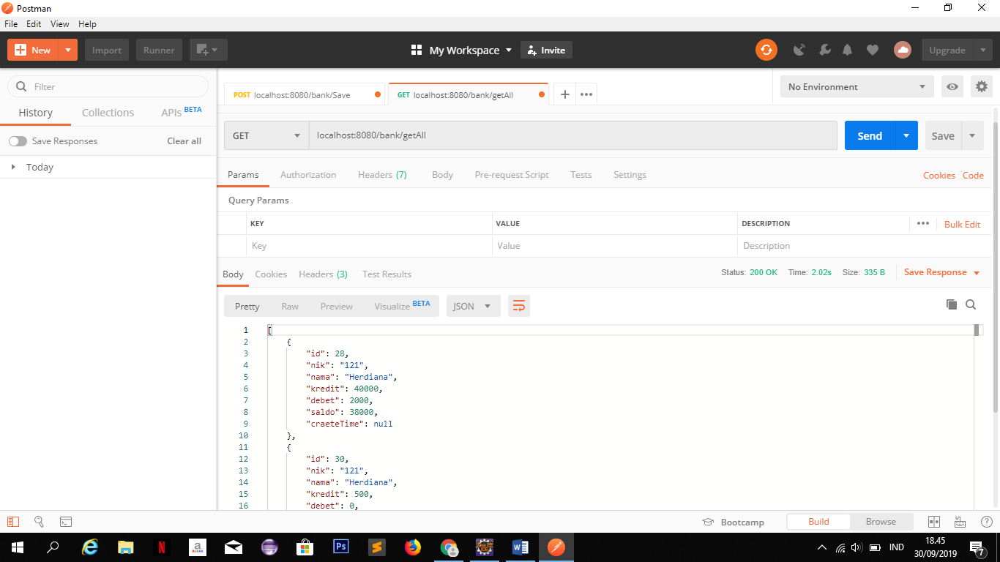 Postman
File Edit View Help
New Import Runner My Workspace Invite Upgrade
Filter
History Collections APIs BETA
Save Responses Clear all
Today
POST localhost:8080/bank/Save GET localhost:8080/bank/getAll No Environment
GET localhost:8080/bank/getAll Send Save
Params Authorization Headers (7) Body Pre-request Script Tests Settings Cookies Code
Query Params
KEY VALUE DESCRIPTION Bulk Edit
Key Value Description
Body Cookies Headers (3) Test Results Status: 200 OK Time: 2.02s Size: 335 B Save Response
Pretty Raw Preview Visualize BETA JSON
1 [
2 {
3 "id": 28,
4 "nik": "121",
5 "nama": "Herdiana",
6 "kredit": 40000,
7 "debet": 2000,
8 "saldo": 38000,
9 "craeteTime": null
10 },
11 {
12 "id": 30,
13 "nik": "121",
14 "nama": "Herdiana",
15 "kredit": 500,
16 "debet": 0,
Bootcamp Build Browse
IND 18.45
30/09/2019 7